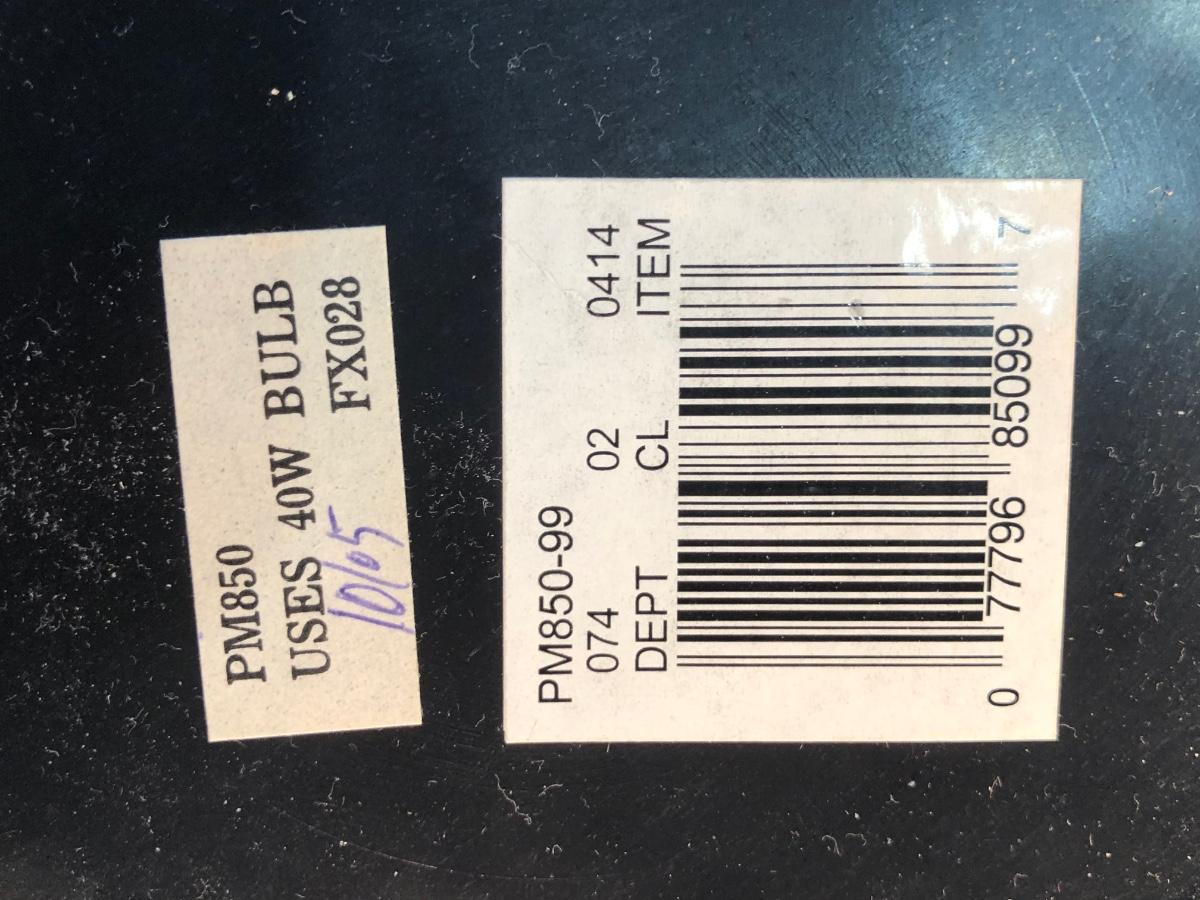 PM850
USES 40W BULB
10/05 FX028
PM850-99
074 02 0414
DEPT CL ITEM
0 77796 85099 7